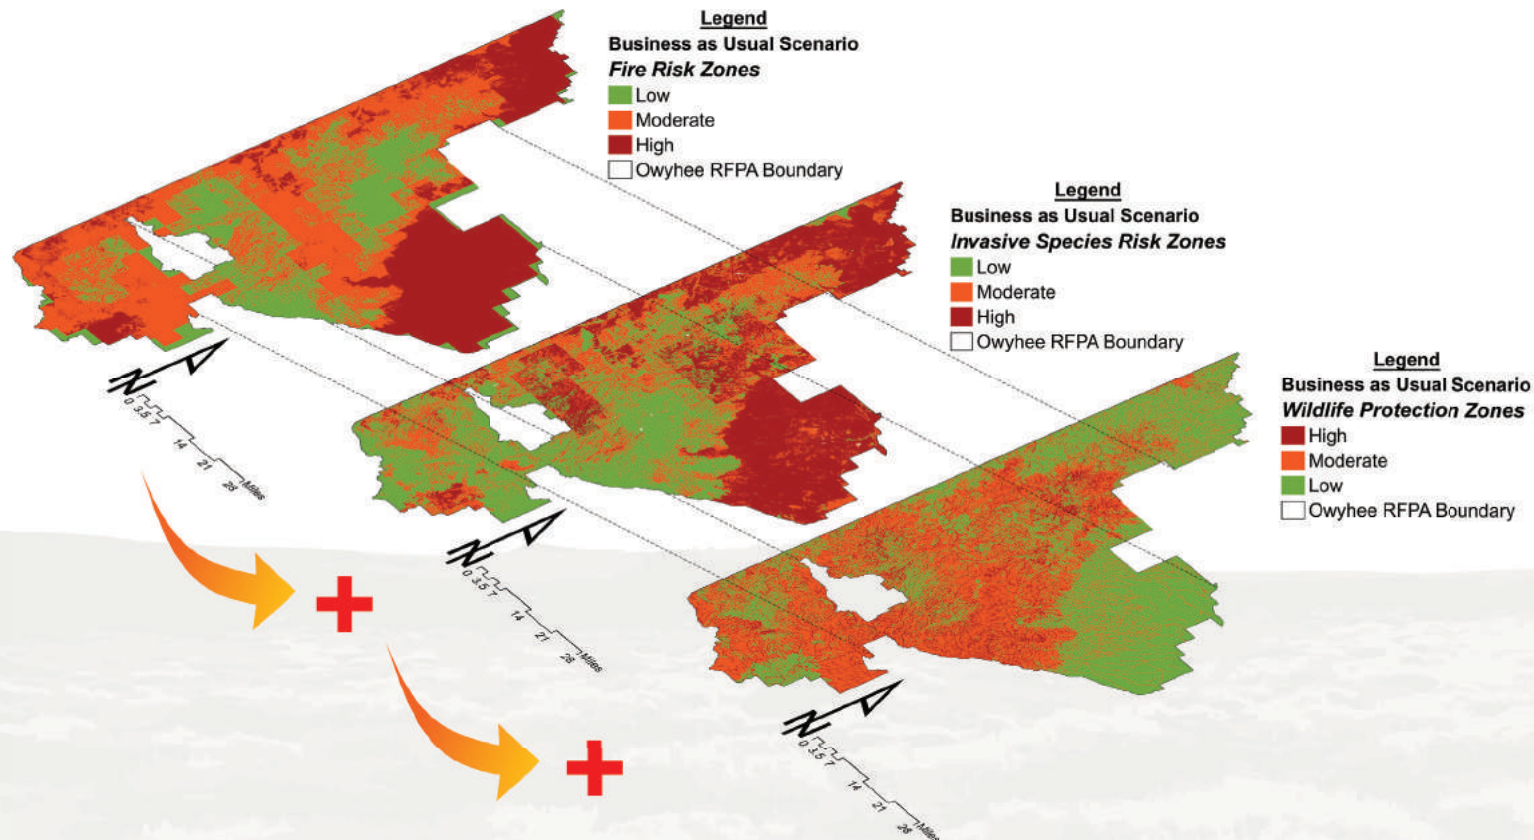 Legend
Business as Usual Scenario
Fire Risk Zones
Low
Moderate
High
Owyhee RFPA Boundary
Legend
Business as Usual Scenario
Invasive Species Risk Zones
Low
Moderate
High
Owyhee RFPA Boundary
Legend
Business as Usual Scenario
Wildlife Protection Zones
High
Moderate
Low
Owyhee RFPA Boundary
N
0 3.5 7 14 21 28 Miles
N
0 3.5 7 14 21 28 Miles
N
0 3.5 7 14 21 28 Miles